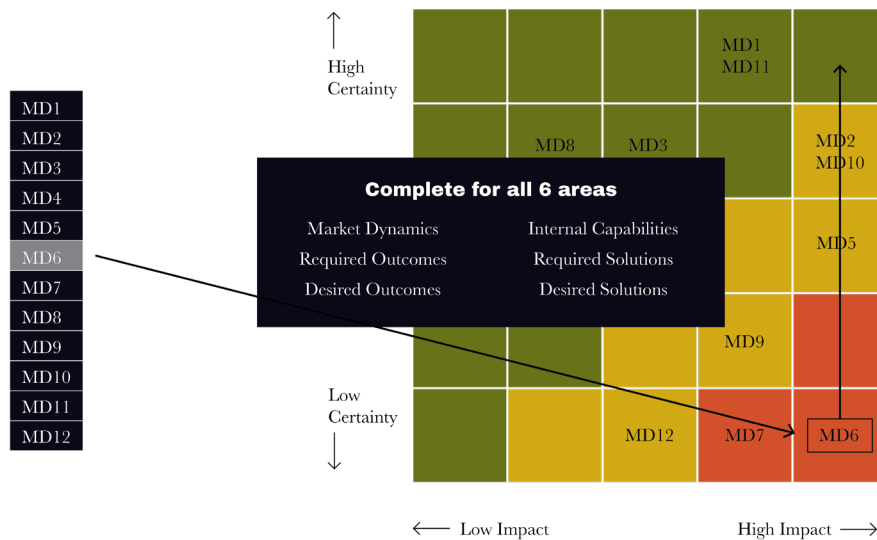 MD1
MD2
MD3
MD4
MD5
MD6
MD7
MD8
MD9
MD10
MD11
MD12
High
Certainty
Low
Certainty
MD1
MD11
MD8
MD3
MD2
MD10
MD5
MD9
MD12
MD7
MD6
Complete for all 6 areas
Market Dynamics
Internal Capabilities
Required Outcomes
Required Solutions
Desired Outcomes
Desired Solutions
Low Impact
High Impact